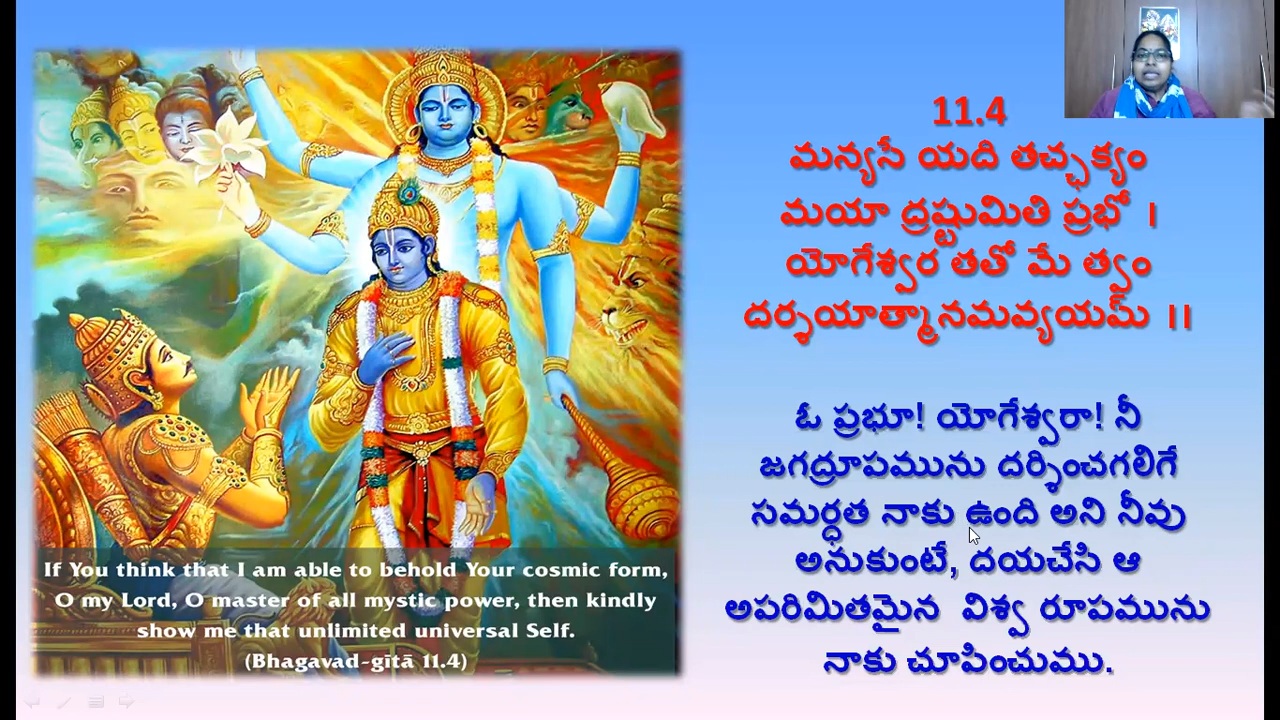 11.4
మన్యసే యది తచ్ఛక్యం
మయా ద్రష్టుమితి ప్రభో ।
యోగేశ్వర తతో మే త్వం
దర్శయాత్మానమవ్యయమ్ ।।
ఓ ప్రభూ! యోగేశ్వరా! నీ
జగద్రూపమును దర్శించగలిగే
సమర్ధత నాకు ఉంది అని నీవు
అనుకుంటే, దయచేసి ఆ
అపరిమితమైన విశ్వ రూపమును
నాకు చూపించుము.
If You think that I am able to behold Your cosmic form,
O my Lord, O master of all mystic power, then kindly
show me that unlimited universal Self.
(Bhagavad-gītā 11.4)